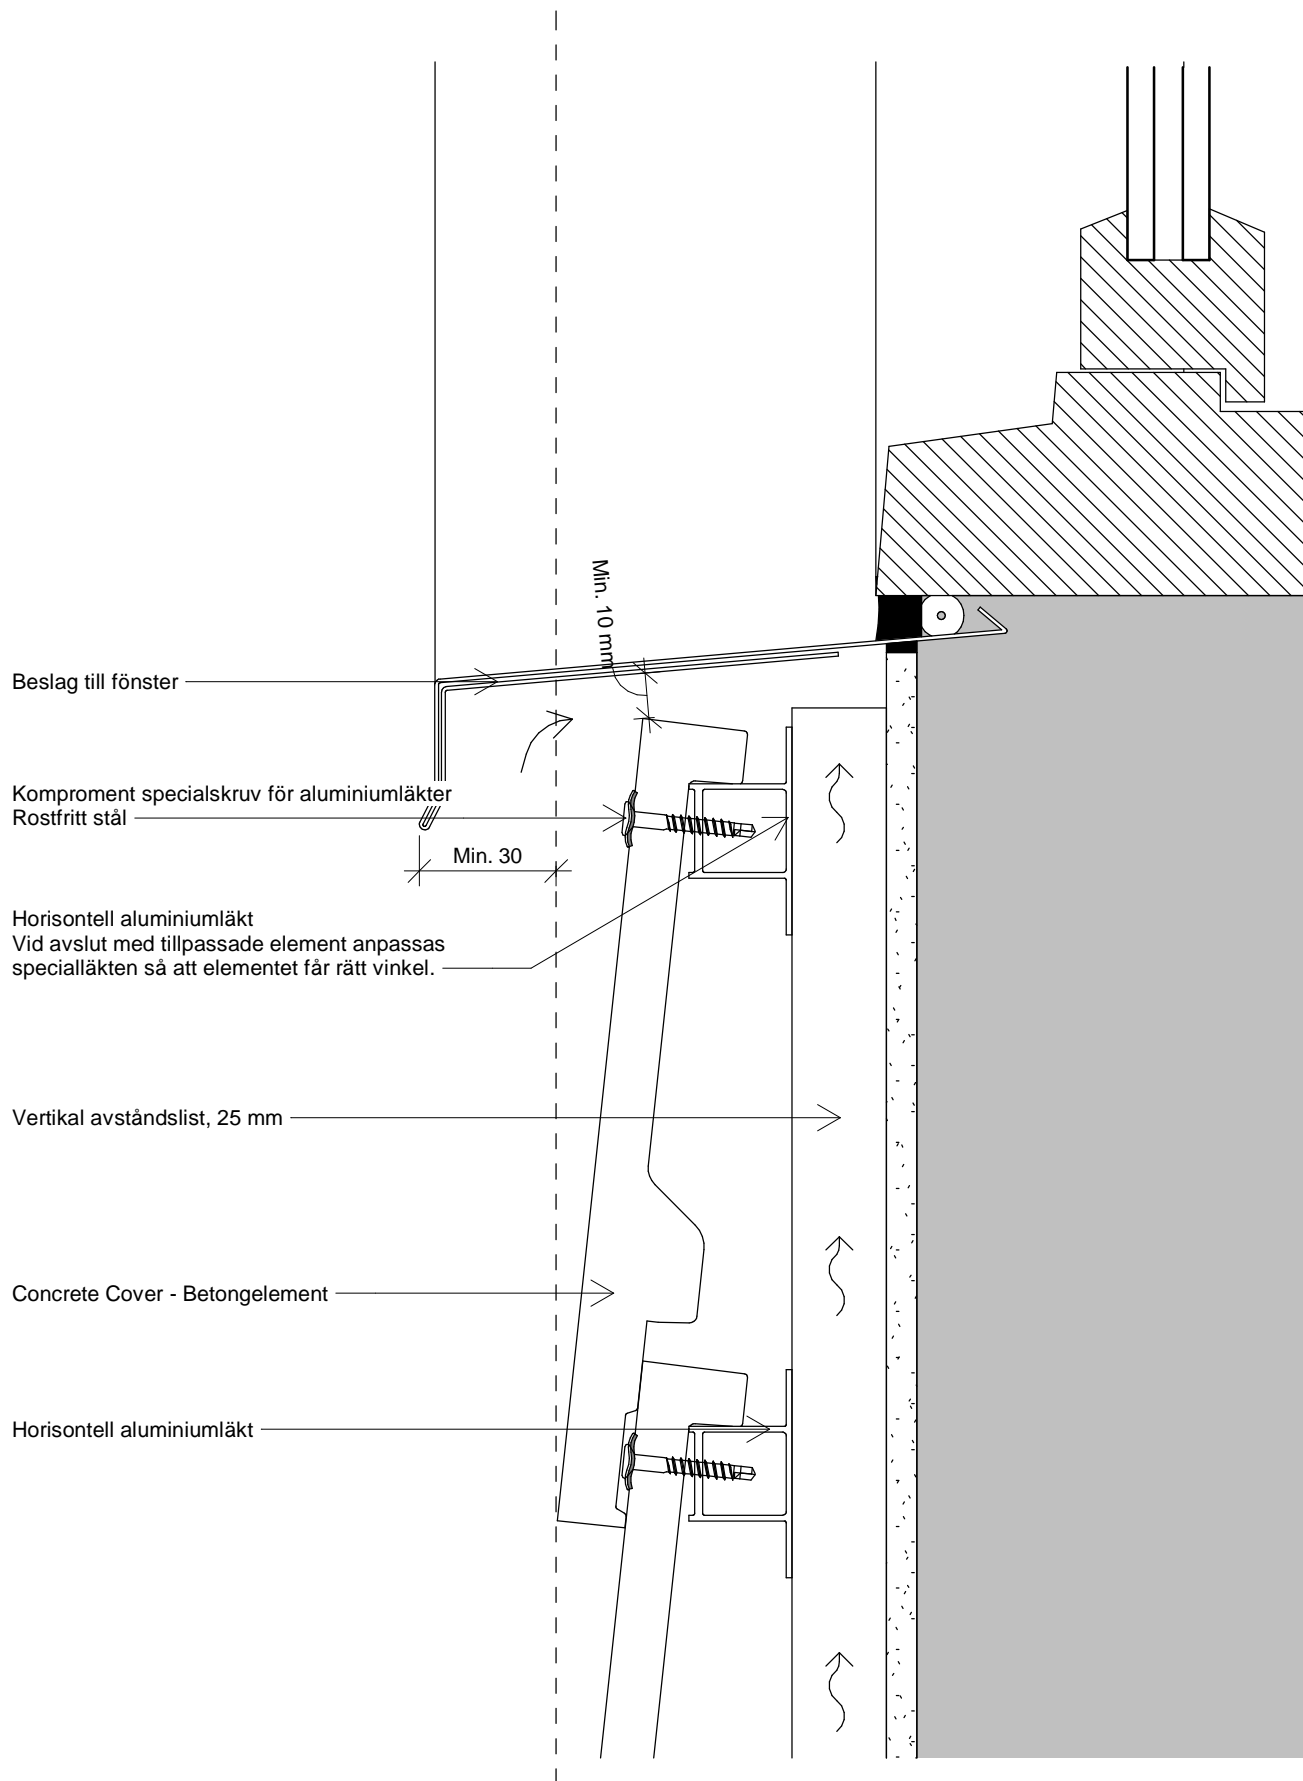 Min. 10 mm
Beslag till fönster
Komproment specialskruv för aluminiumläkter
Rostfritt stål
Min. 30
Horisontell aluminiumläkt
Vid avslut med tillpassade element anpassas
specialläkten så att elementet får rätt vinkel.
Vertikal avståndslist, 25 mm
Concrete Cover - Betongelement
Horisontell aluminiumläkt